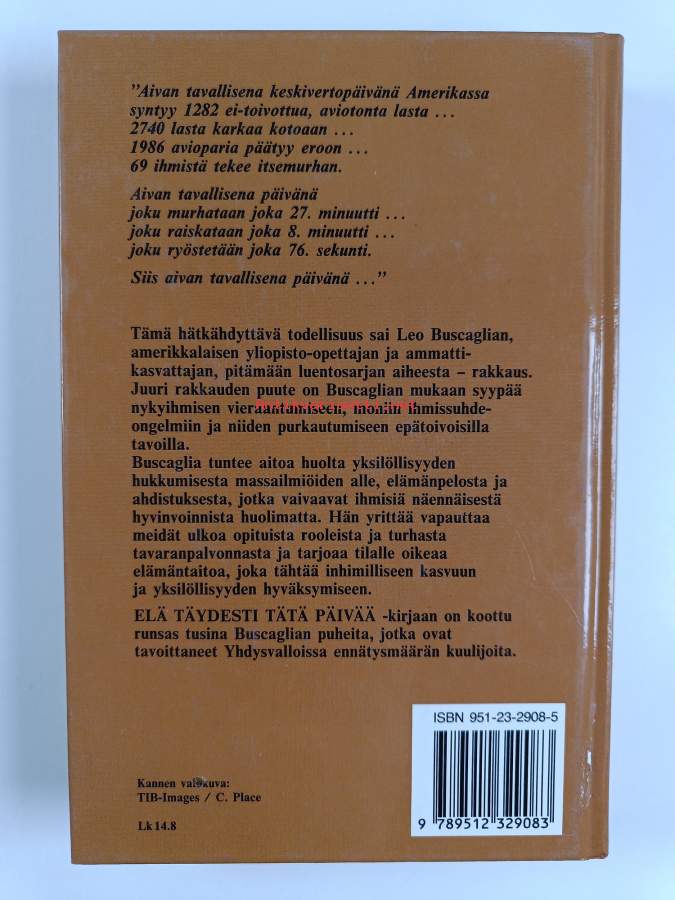 "Aivan tavallisena keskivertopäivänä Amerikassa
syntyy 1282 ei-toivottua, aviotonta lasta ...
2740 lasta karkaa kotoaan ...
1986 avioparia päätyy eroon ...
69 ihmistä tekee itsemurhan.
Aivan tavallisena päivänä
joku murhataan joka 27. minuutti ...
joku raiskataan joka 8. minuutti ...
joku ryöstetään joka 76. sekunti.
Siis aivan tavallisena päivänä ..."
Tämä hätkähdyttävä todellisuus sai Leo Buscaglian,
amerikkalaisen yliopisto-opettajan ja ammatti-
kasvattajan, pitämään luentosarjan aiheesta – rakkaus.
Juuri rakkauden puute on Buscaglian mukaan syypää
nykyihmisen vieraantumiseen, moniin ihmissuhde-
ongelmiin ja niiden purkautumiseen epätoivoisilla
tavoilla.
Buscaglia tuntee aitoa huolta yksilöllisyyden
hukkumisesta massailmiöiden alle, elämänpelosta ja
ahdistuksesta, jotka vaivaavat ihmisiä näennäisestä
hyvinvoinnista huolimatta. Hän yrittää vapauttaa
meidät ulkoa opituista rooleista ja turhasta
tavaranpalvonnasta ja tarjoaa tilalle oikeaa
elämäntaitoa, joka tähtää inhimilliseen kasvuun
ja yksilöllisyyden hyväksymiseen.
ELÄ TÄYDESTI TÄTÄ PÄIVÄÄ -kirjaan on koottu
runsas tusina Buscaglian puheita, jotka ovat
tavoittaneet Yhdysvalloissa ennätysmäärän kuulijoita.
ISBN 951-23-2908-5
Kannen valokuva:
TIB-Images / C. Place
Lk 14.8
9 789512 329083